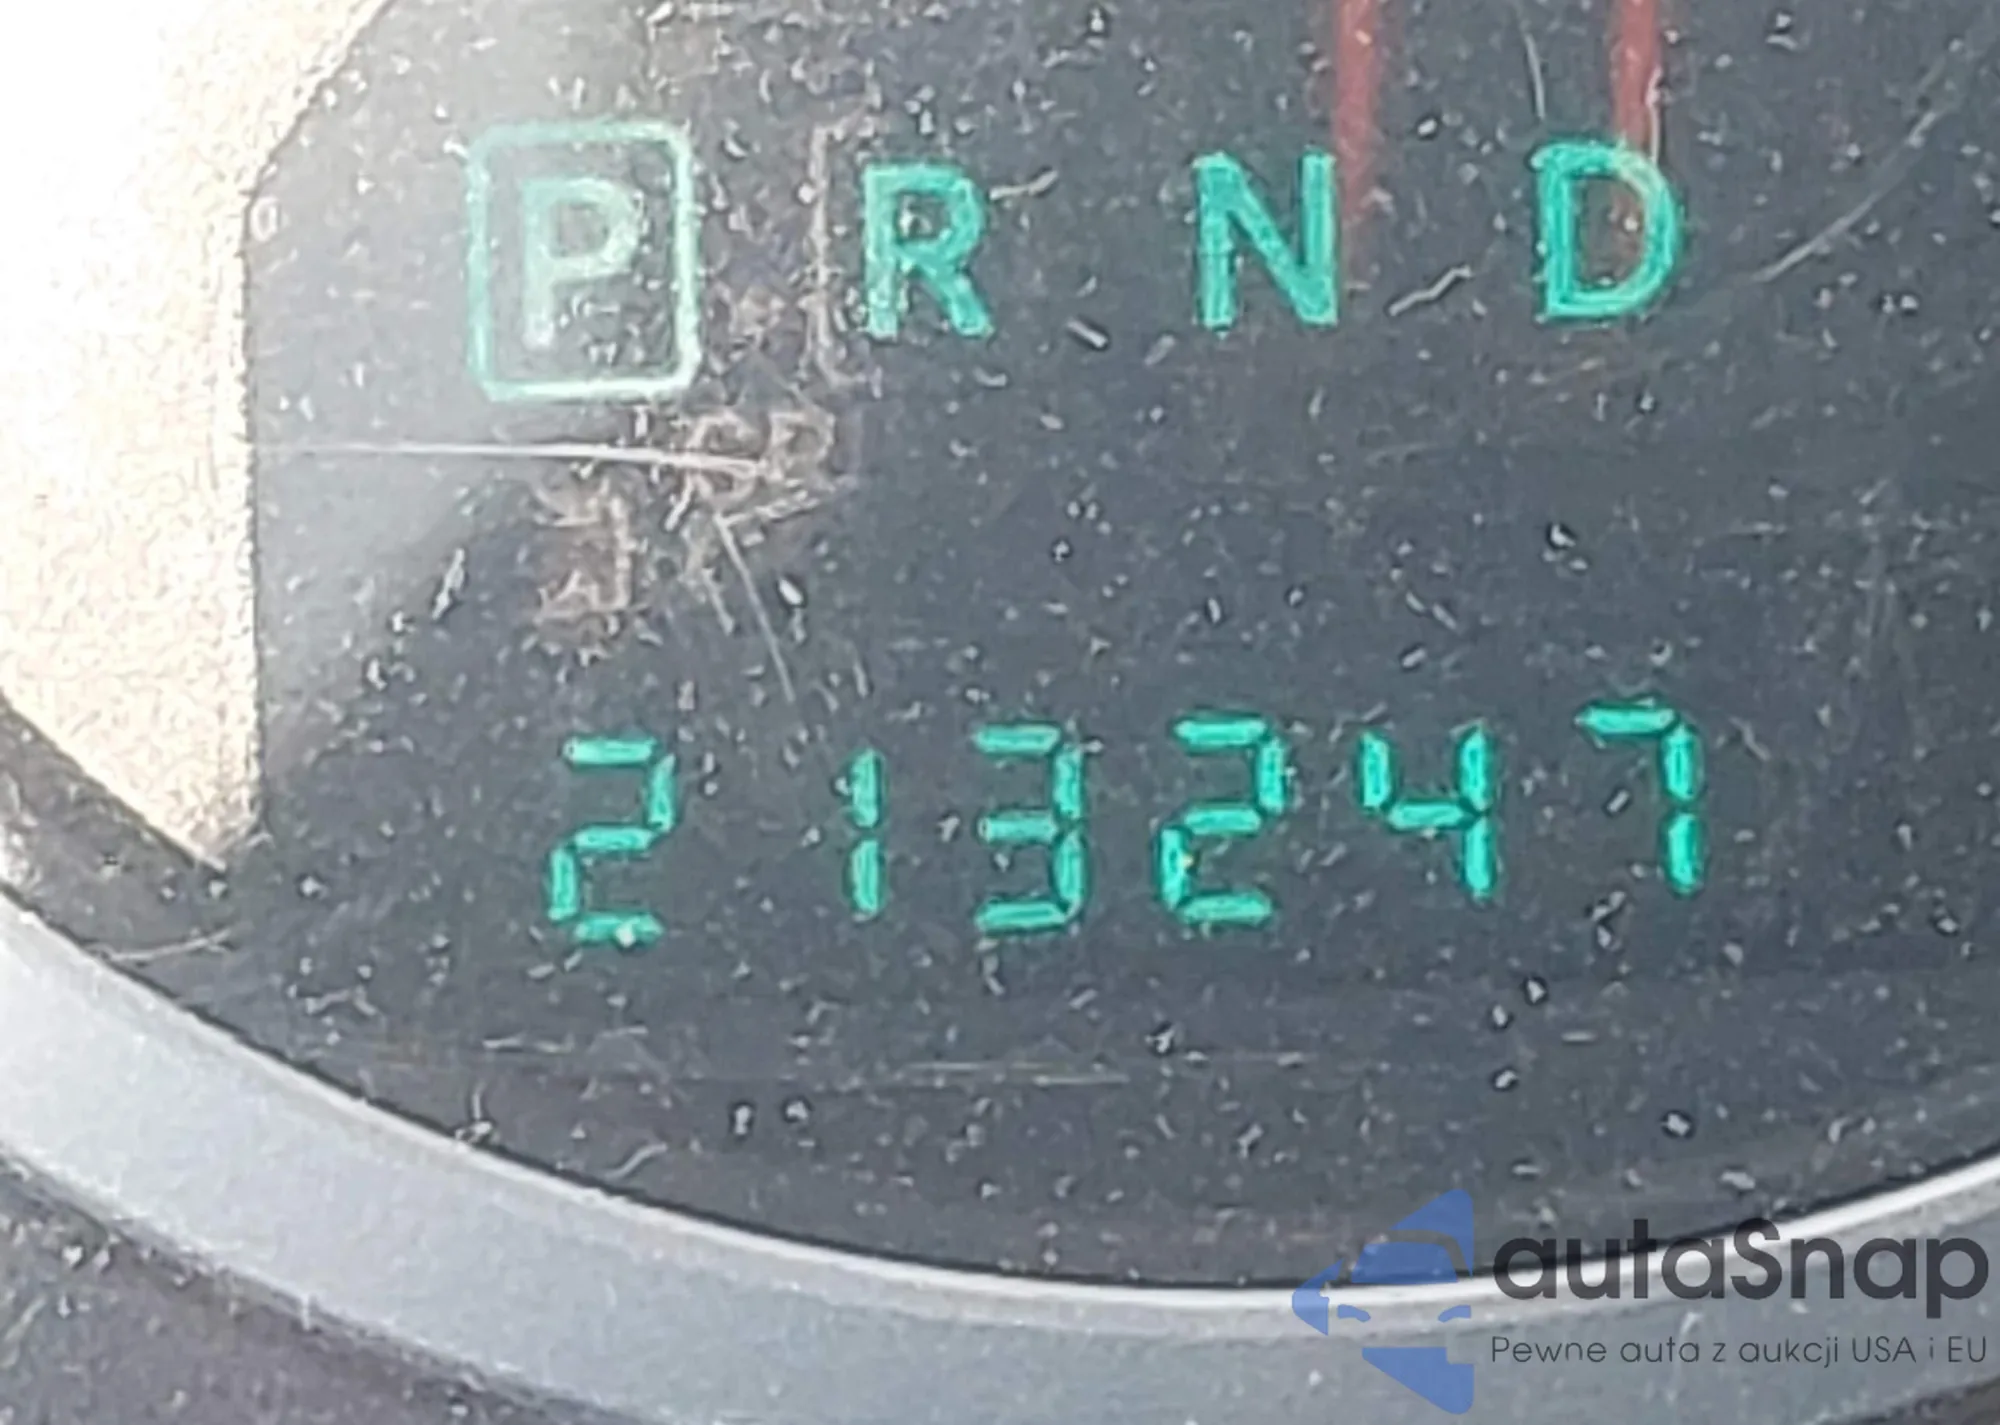 P R N D
213247
autaSnap
Pewne auta z aukcji USA i EU